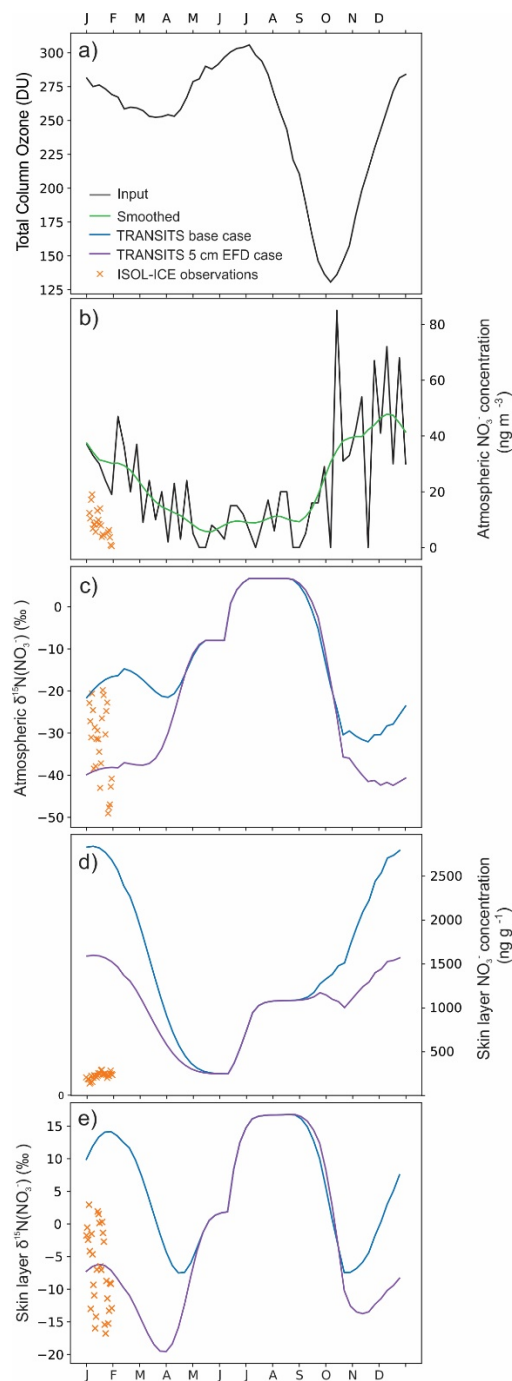 J F M A M J J A S O N D
a)
Total Column Ozone (DU)
300
275
250
225
200
175
150
125
Input
Smoothed
TRANSITS base case
TRANSITS 5 cm EFD case
ISOL-ICE observations
b)
80
60
40
20
0
Atmospheric NO₃⁻ concentration
(ng m ⁻³)
c)
Atmospheric δ¹⁵N(NO₃⁻) (‰)
0
−10
−20
−30
−40
−50
d)
2500
2000
1500
1000
500
0
Skin layer NO₃⁻ concentration
(ng g ⁻¹)
e)
Skin layer δ¹⁵N(NO₃⁻) (‰)
15
10
5
0
−5
−10
−15
−20
J F M A M J J A S O N D